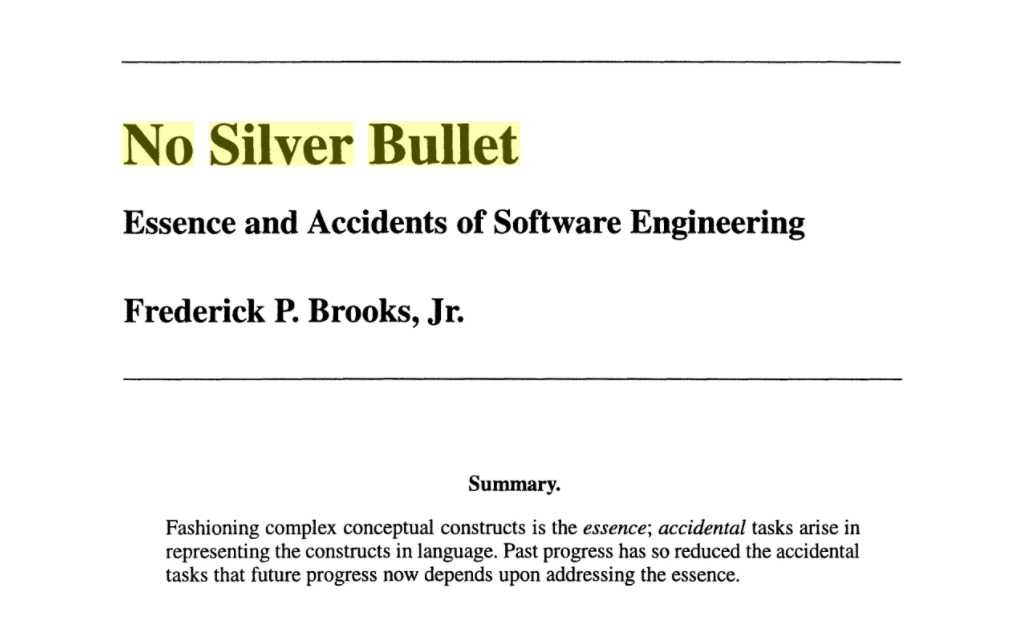 No Silver Bullet
Essence and Accidents of Software Engineering
Frederick P. Brooks, Jr.
Summary.
Fashioning complex conceptual constructs is the essence; accidental tasks arise in
representing the constructs in language. Past progress has so reduced the accidental
tasks that future progress now depends upon addressing the essence.